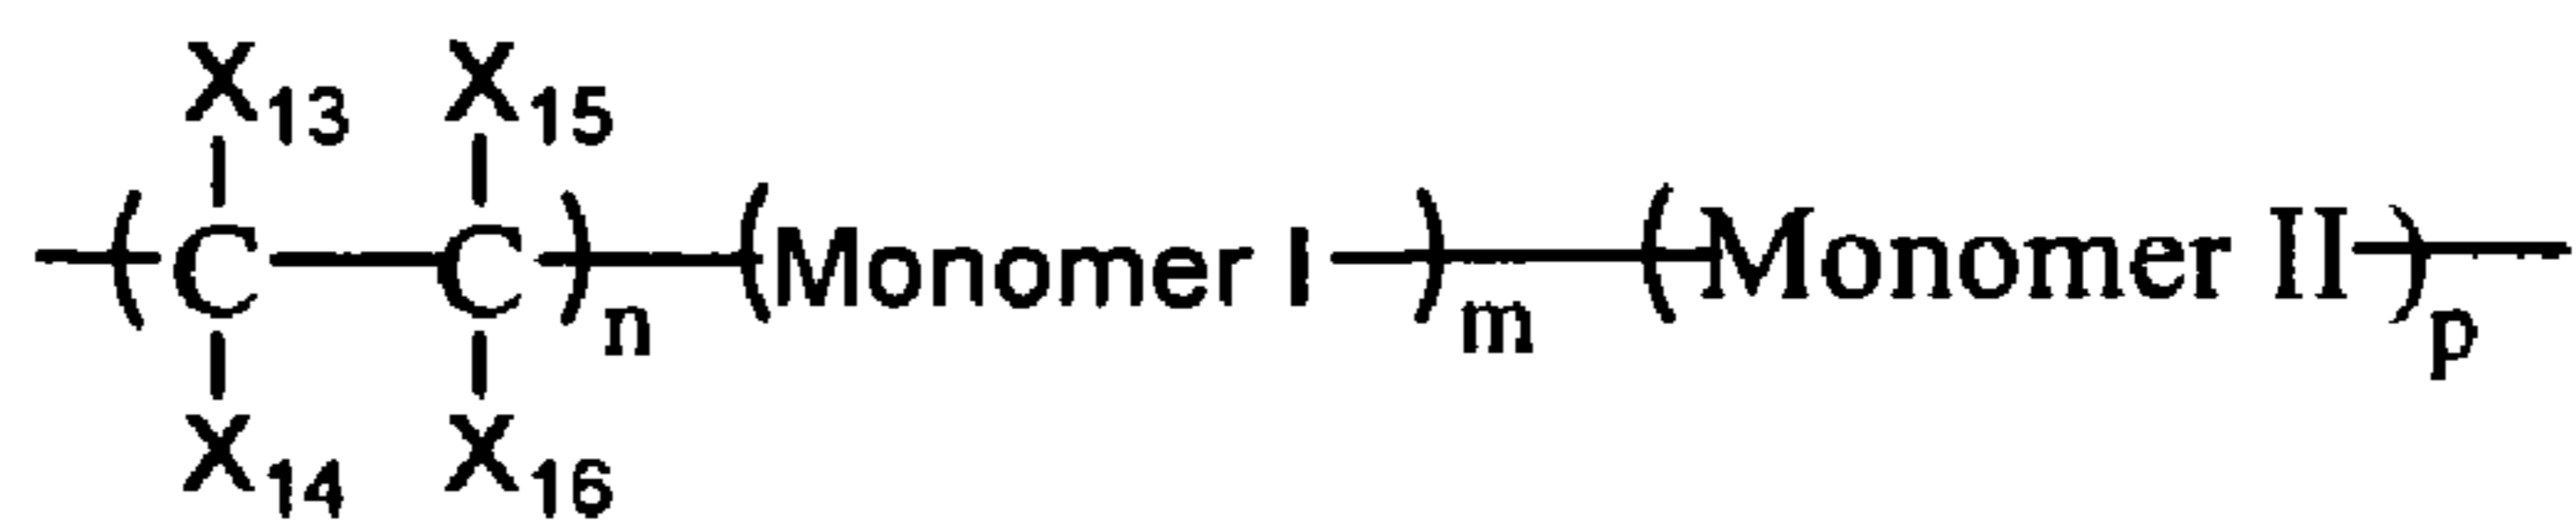 X13 X15
( C C )n ( Monomer I )m ( Monomer II )p
X14 X16